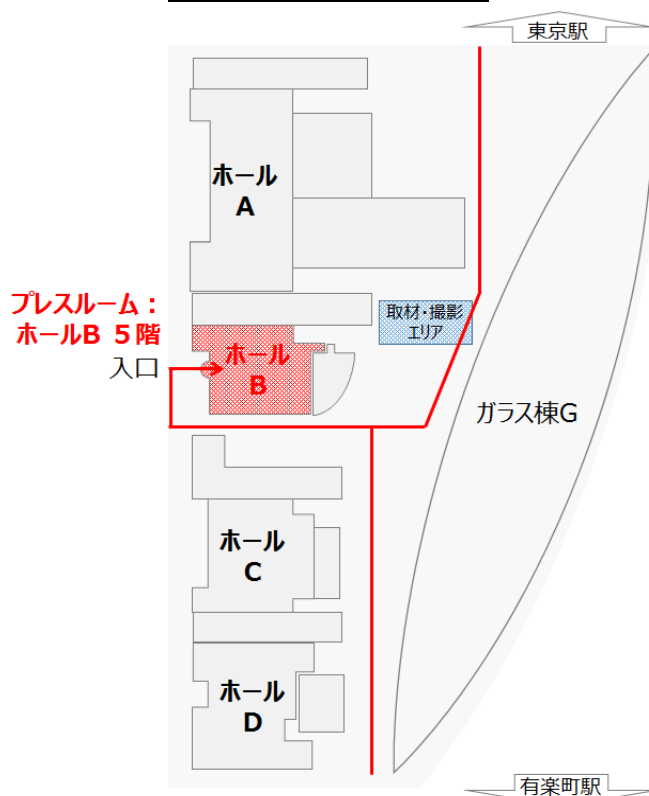 東京駅
ホール
A
プレスルーム：
ホールB ５階
入口
取材・撮影
エリア
ホール
B
ガラス棟G
ホール
C
ホール
D
有楽町駅